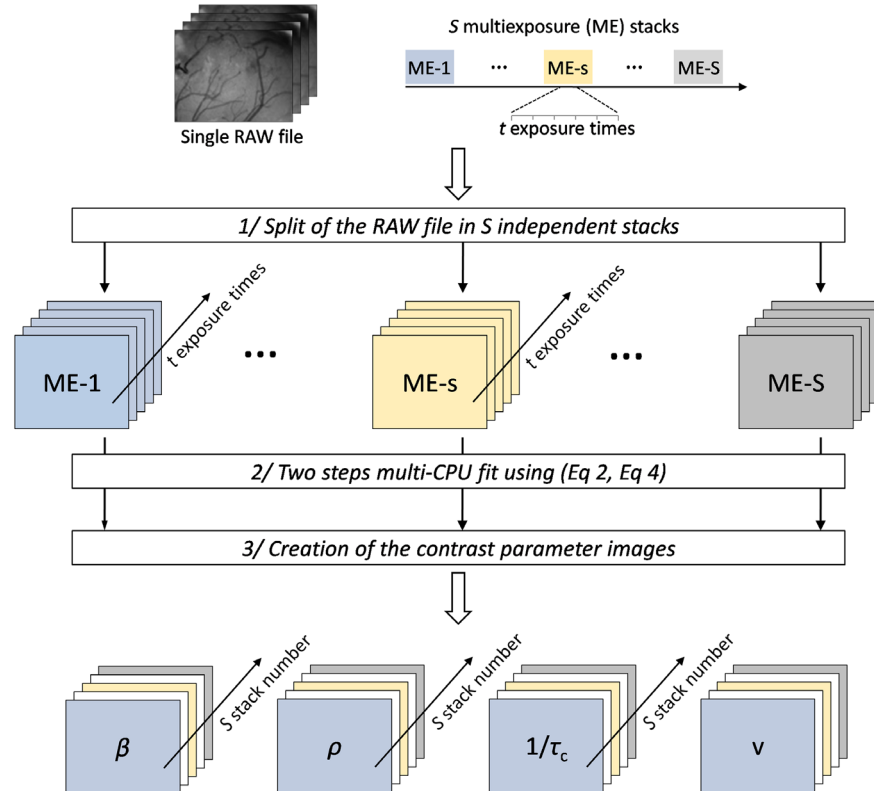 S multiexposure (ME) stacks
ME-1 ... ME-s ... ME-S
t exposure times
Single RAW file
1/ Split of the RAW file in S independent stacks
t exposure times
t exposure times
ME-1 ... ME-s ... ME-S
2/ Two steps multi-CPU fit using (Eq 2, Eq 4)
3/ Creation of the contrast parameter images
S stack number
S stack number
S stack number
β ρ 1/τc v